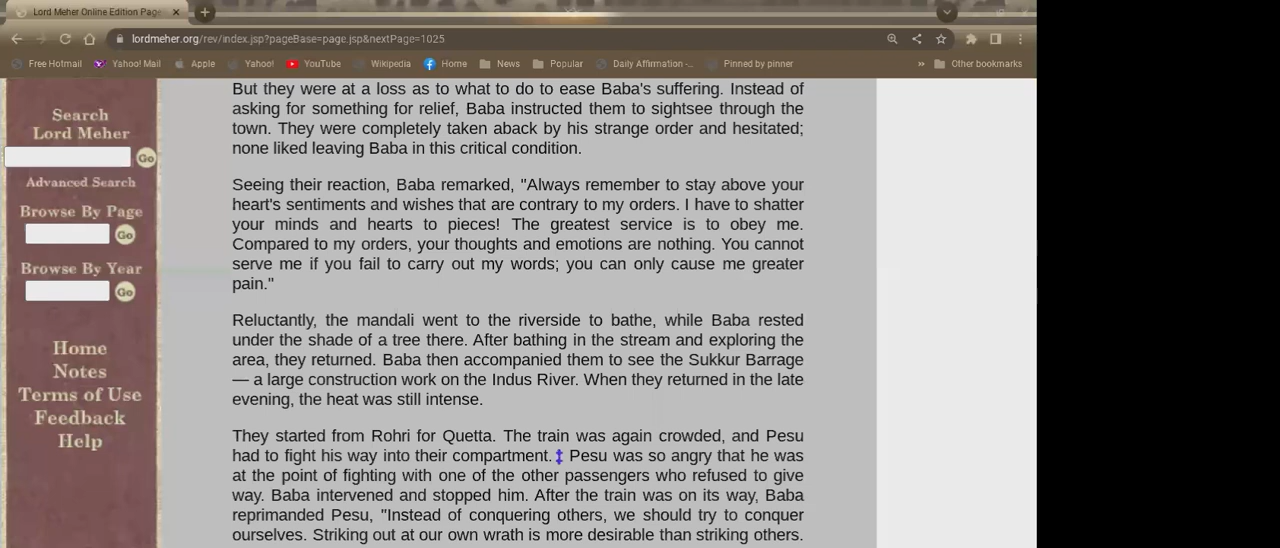 Lord Meher Online Edition Page
lordmeher.org/rev/index.jsp?pageBase=page.jsp&nextPage=1025
Free Hotmail Yahoo! Mail Apple Yahoo! YouTube Wikipedia Home News Popular Daily Affirmation -... Pinned by pinner » Other bookmarks
Search
Lord Meher
Go
Advanced Search
Browse By Page
Go
Browse By Year
Go
Home
Notes
Terms of Use
Feedback
Help
But they were at a loss as to what to do to ease Baba's suffering. Instead of
asking for something for relief, Baba instructed them to sightsee through the
town. They were completely taken aback by his strange order and hesitated;
none liked leaving Baba in this critical condition.
Seeing their reaction, Baba remarked, "Always remember to stay above your
heart's sentiments and wishes that are contrary to my orders. I have to shatter
your minds and hearts to pieces! The greatest service is to obey me.
Compared to my orders, your thoughts and emotions are nothing. You cannot
serve me if you fail to carry out my words; you can only cause me greater
pain."
Reluctantly, the mandali went to the riverside to bathe, while Baba rested
under the shade of a tree there. After bathing in the stream and exploring the
area, they returned. Baba then accompanied them to see the Sukkur Barrage
— a large construction work on the Indus River. When they returned in the late
evening, the heat was still intense.
They started from Rohri for Quetta. The train was again crowded, and Pesu
had to fight his way into their compartment. Pesu was so angry that he was
at the point of fighting with one of the other passengers who refused to give
way. Baba intervened and stopped him. After the train was on its way, Baba
reprimanded Pesu, "Instead of conquering others, we should try to conquer
ourselves. Striking out at our own wrath is more desirable than striking others.